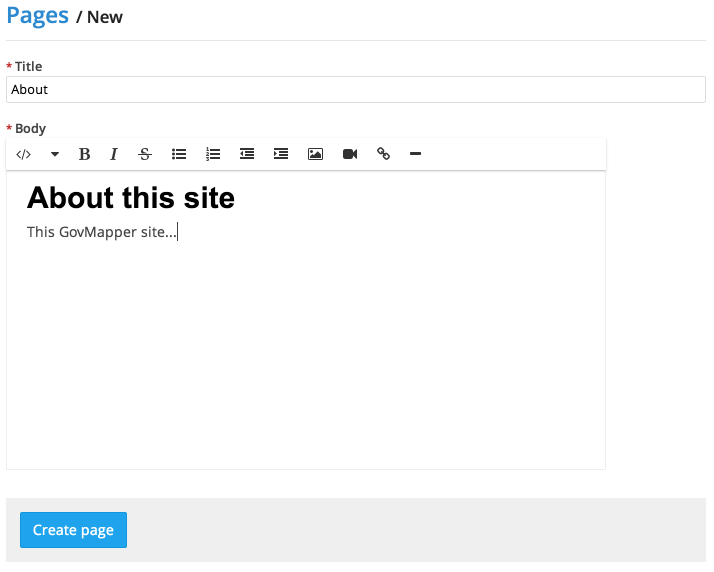 Pages / New
* Title
About
* Body
</> B I S
About this site
This GovMapper site...
Create page